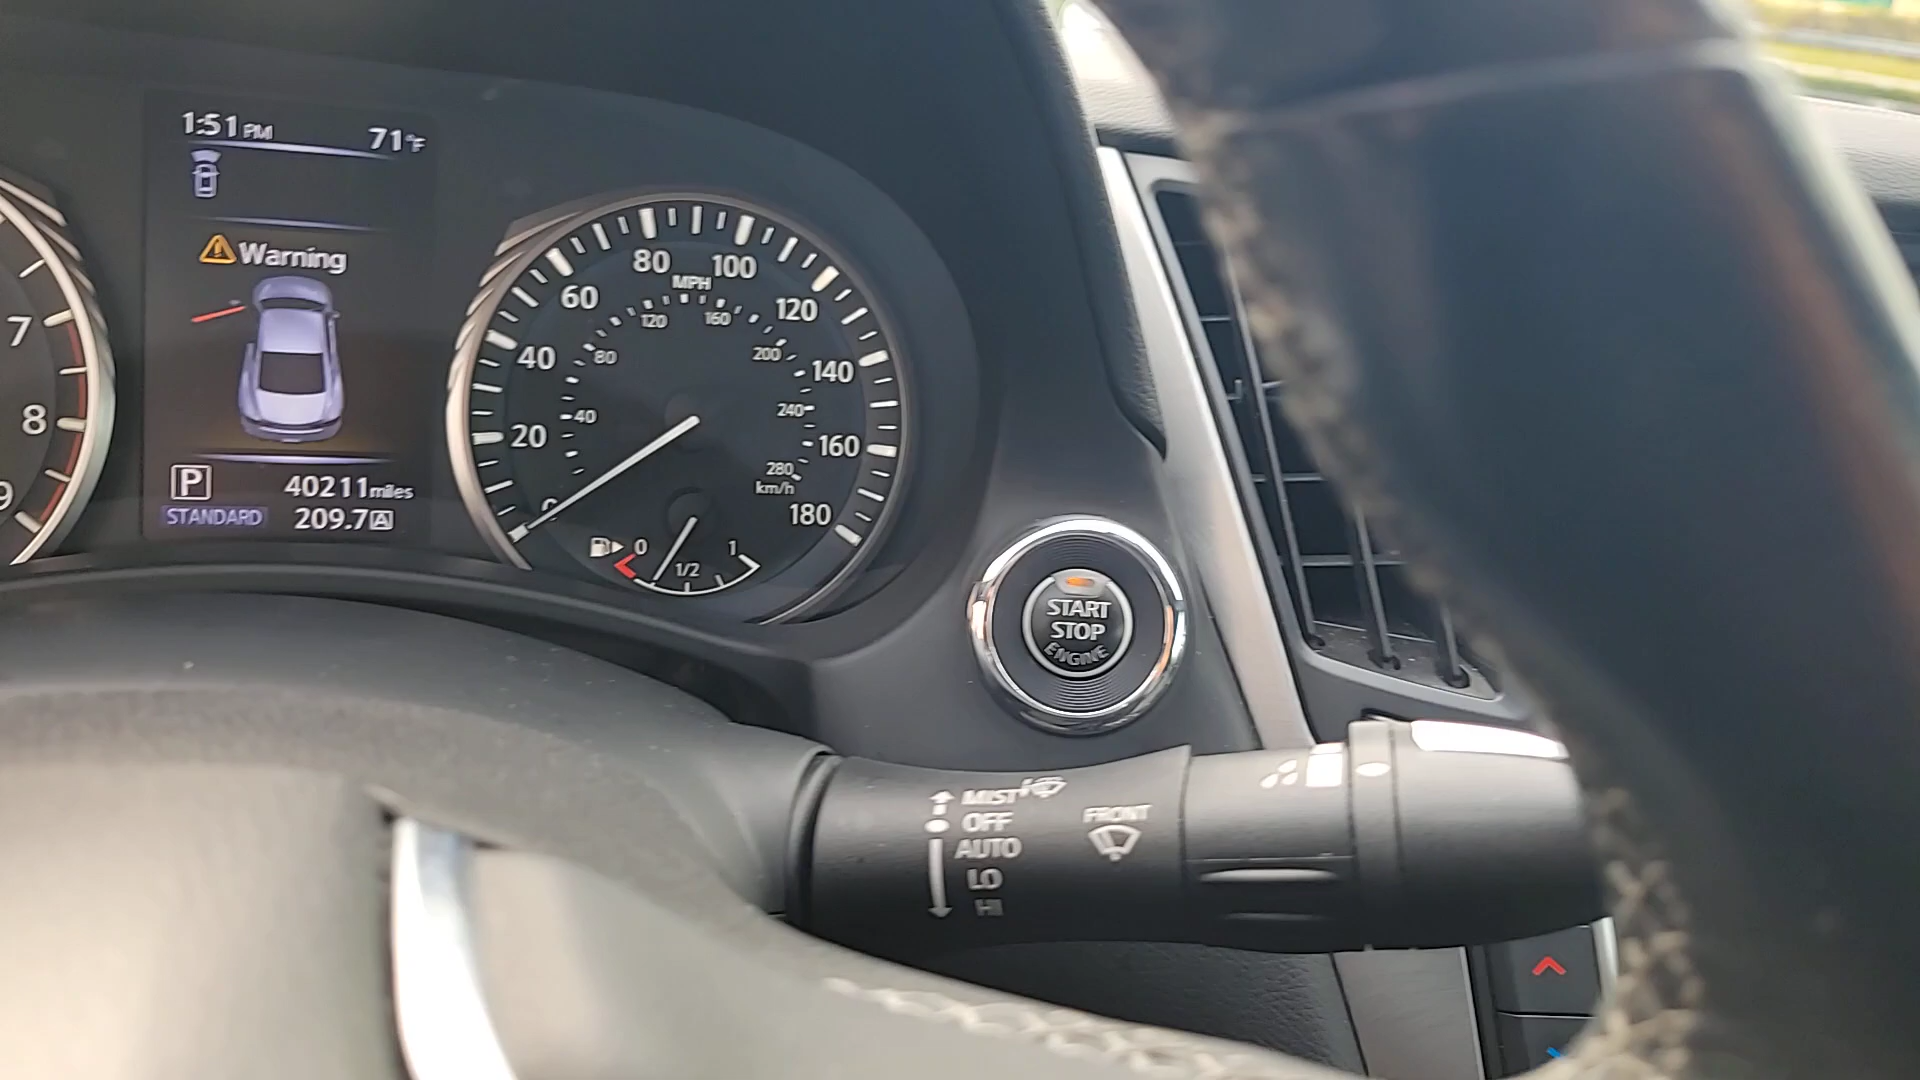 1:51 PM 71°F
Warning
P 40211 miles
STANDARD 209.7 A
7
8
9
80 100
MPH
60 120
120 160
40 80 200 140
20 40 240 160
280
km/h
0 180
0 1/2 1
START
STOP
ENGINE
MIST
OFF
AUTO
LO
HI
FRONT